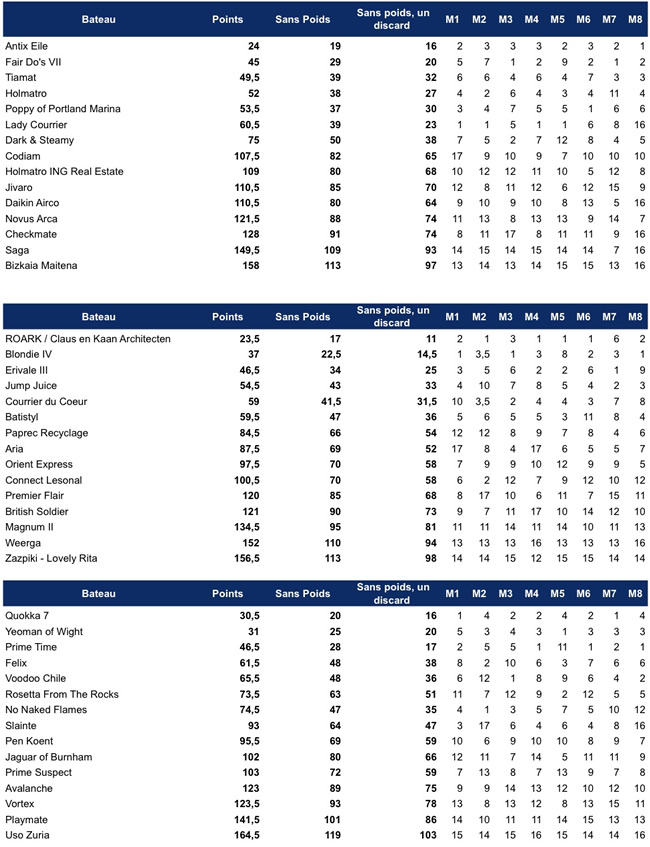 Bateau Points Sans Poids Sans poids, un discard M1 M2 M3 M4 M5 M6 M7 M8
Antix Eile 24 19 16 2 3 3 3 2 3 2 1
Fair Do's VII 45 29 20 5 7 1 2 9 2 1 2
Tiamat 49,5 39 32 6 6 4 6 4 7 3 3
Holmatro 52 38 27 4 2 6 4 3 4 11 4
Poppy of Portland Marina 53,5 37 30 3 4 7 5 5 1 6 6
Lady Courrier 60,5 39 23 1 1 5 1 1 6 8 16
Dark & Steamy 75 50 38 7 5 2 7 12 8 4 5
Codiam 107,5 82 65 17 9 10 9 7 10 10 10
Holmatro ING Real Estate 109 80 68 10 12 12 11 10 5 12 8
Jivaro 110,5 85 70 12 8 11 12 6 12 15 9
Daikin Airco 110,5 80 64 9 10 9 10 8 13 5 16
Novus Arca 121,5 88 74 11 13 8 13 13 9 14 7
Checkmate 128 91 74 8 11 17 8 11 11 9 16
Saga 149,5 109 93 14 15 14 15 14 14 7 16
Bizkaia Maitena 158 113 97 13 14 13 14 15 15 13 16
Bateau Points Sans Poids Sans poids, un discard M1 M2 M3 M4 M5 M6 M7 M8
ROARK / Claus en Kaan Architecten 23,5 17 11 2 1 3 1 1 1 6 2
Blondie IV 37 22,5 14,5 1 3,5 1 3 8 2 3 1
Erivale III 46,5 34 25 3 5 6 2 2 6 1 9
Jump Juice 54,5 43 33 4 10 7 8 5 4 2 3
Courrier du Coeur 59 41,5 31,5 10 3,5 2 4 4 3 7 8
Batistyl 59,5 47 36 5 6 5 5 3 11 8 4
Paprec Recyclage 84,5 66 54 12 12 8 9 7 8 4 6
Aria 87,5 69 52 17 8 4 17 6 5 5 7
Orient Express 97,5 70 58 7 9 9 10 12 9 9 5
Connect Lesonal 100,5 70 58 6 2 12 7 9 12 10 12
Premier Flair 120 85 68 8 17 10 6 11 7 15 11
British Soldier 121 90 73 9 7 11 17 10 14 12 10
Magnum II 134,5 95 81 11 11 14 11 14 10 11 13
Weerga 152 110 94 13 13 13 16 13 13 13 16
Zazpiki - Lovely Rita 156,5 113 98 14 14 15 12 15 15 14 14
Bateau Points Sans Poids Sans poids, un discard M1 M2 M3 M4 M5 M6 M7 M8
Quokka 7 30,5 20 16 1 4 2 2 4 2 1 4
Yeoman of Wight 31 25 20 5 3 4 3 1 3 3 3
Prime Time 46,5 28 17 2 5 5 1 11 1 2 1
Felix 61,5 48 38 8 2 10 6 3 7 6 6
Voodoo Chile 65,5 48 36 6 12 1 8 9 6 4 2
Rosetta From The Rocks 73,5 63 51 11 7 12 9 2 12 5 5
No Naked Flames 74,5 47 35 4 1 3 5 7 5 10 12
Slainte 93 64 47 3 17 6 4 6 4 8 16
Pen Koent 95,5 69 59 10 6 9 10 10 8 9 7
Jaguar of Burnham 102 80 66 12 11 7 14 5 11 11 9
Prime Suspect 103 72 59 7 13 8 7 13 9 7 8
Avalanche 123 89 75 9 9 14 13 12 10 12 10
Vortex 123,5 93 78 13 8 13 12 8 13 15 11
Playmate 141,5 101 86 14 10 11 11 14 15 13 13
Uso Zuria 164,5 119 103 15 14 15 16 15 14 14 16